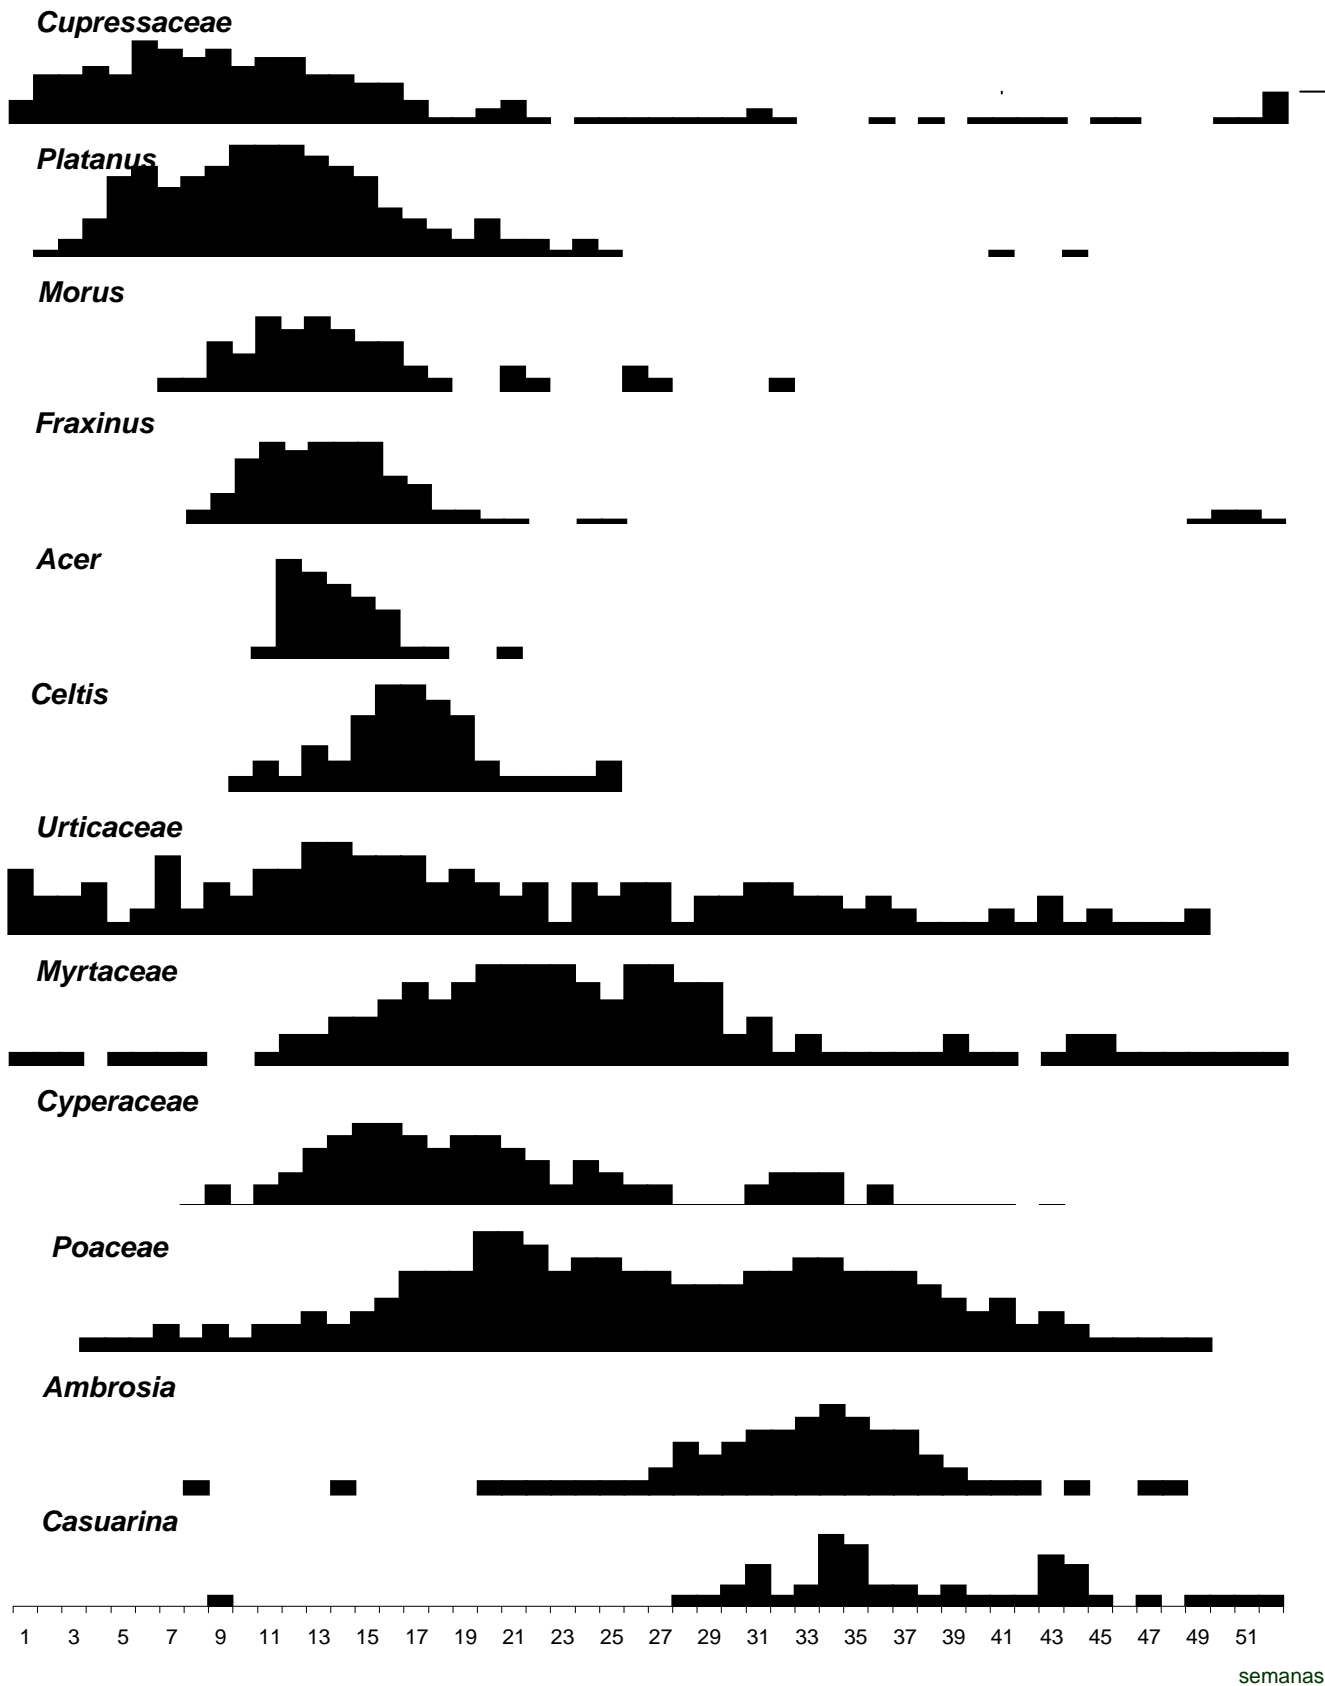 Cupressaceae
Platanus
Morus
Fraxinus
Acer
Celtis
Urticaceae
Myrtaceae
Cyperaceae
Poaceae
Ambrosia
Casuarina
1 3 5 7 9 11 13 15 17 19 21 23 25 27 29 31 33 35 37 39 41 43 45 47 49 51
semanas